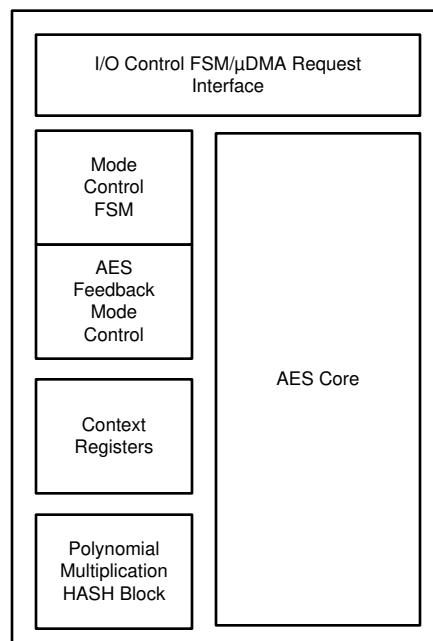 I/O Control FSM/µDMA Request
Interface
Mode
Control
FSM
AES
Feedback
Mode
Control
AES Core
Context
Registers
Polynomial
Multiplication
HASH Block